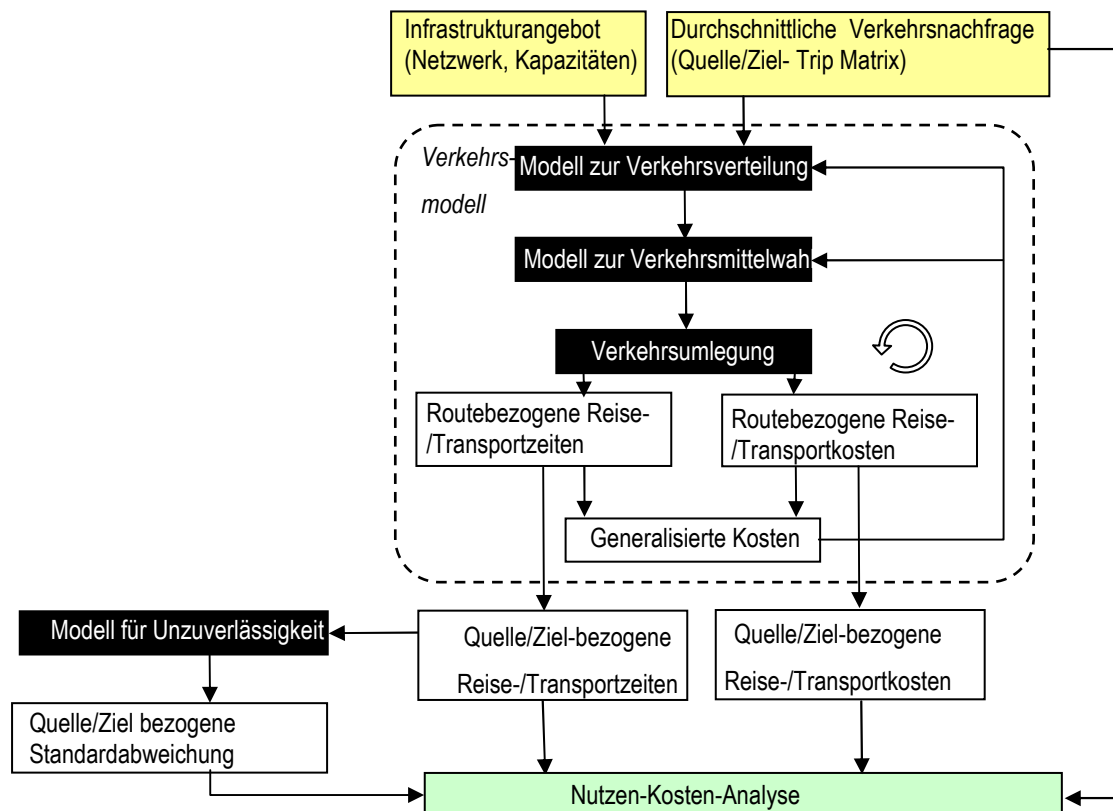 Infrastrukturangebot
(Netzwerk, Kapazitäten)
Durchschnittliche Verkehrsnachfrage
(Quelle/Ziel- Trip Matrix)
Verkehrs-
modell
Modell zur Verkehrsverteilung
Modell zur Verkehrsmittelwah
Verkehrsumlegung
Routebezogene Reise-
/Transportzeiten
Routebezogene Reise-
/Transportkosten
Generalisierte Kosten
Modell für Unzuverlässigkeit
Quelle/Ziel-bezogene
Reise-/Transportzeiten
Quelle/Ziel-bezogene
Reise-/Transportkosten
Quelle/Ziel bezogene
Standardabweichung
Nutzen-Kosten-Analyse